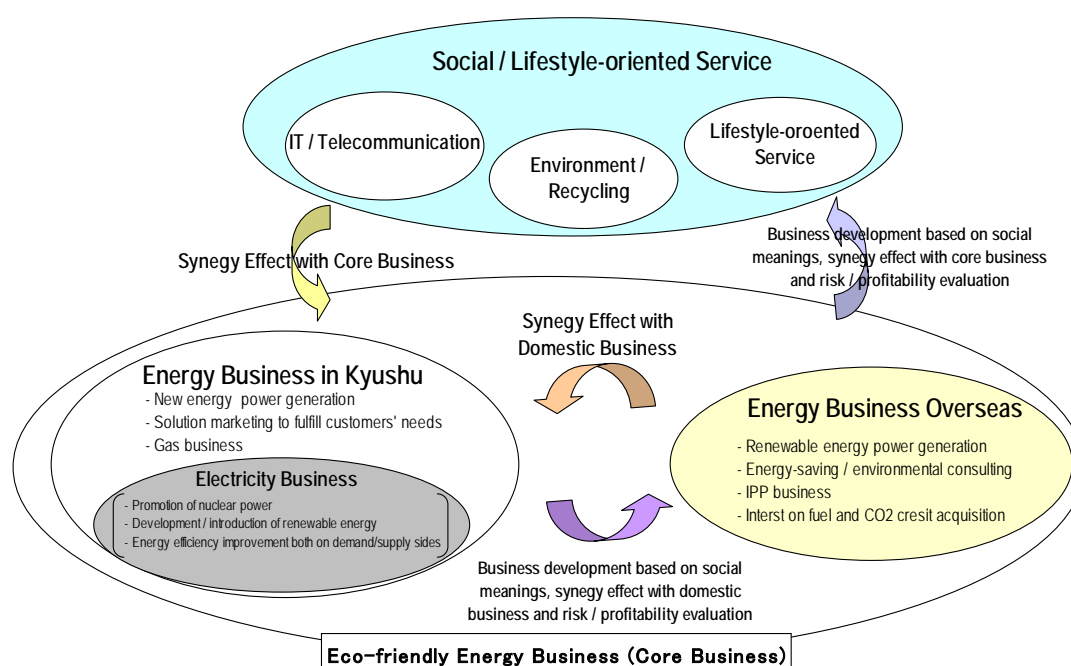 Social / Lifestyle-oriented Service
IT / Telecommunication
Environment /
Recycling
Lifestyle-oroented
Service
Synegy Effect with Core Business
Business development based on social
meanings, synegy effect with core business
and risk / profitability evaluation
Synegy Effect with
Domestic Business
Energy Business in Kyushu
- New energy power generation
- Solution marketing to fulfill customers' needs
- Gas business
Electricity Business
- Promotion of nuclear power
- Development / introduction of renewable energy
- Energy efficiency improvement both on demand/supply sides
Energy Business Overseas
- Renewable energy power generation
- Energy-saving / environmental consulting
- IPP business
- Interst on fuel and CO2 cresit acquisition
Business development based on social
meanings, synegy effect with domestic
business and risk / profitability evaluation
Eco-friendly Energy Business (Core Business)